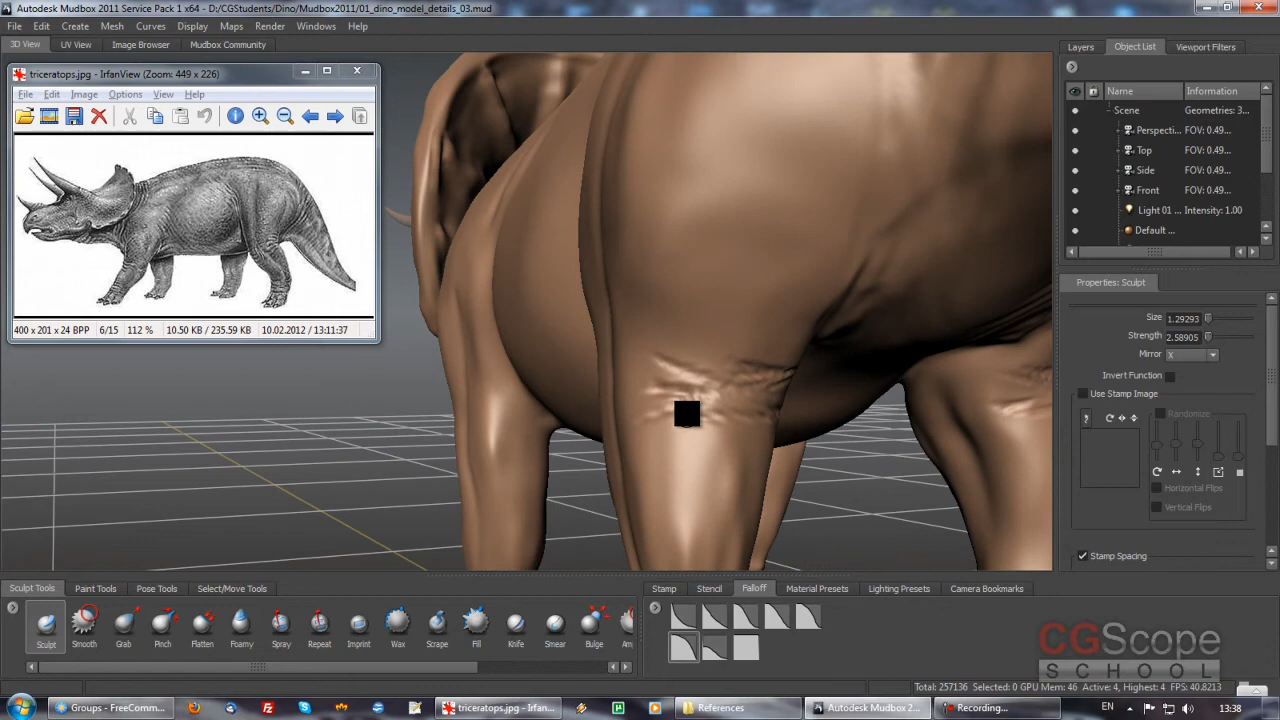 Autodesk Mudbox 2011 Service Pack 1 x64 - D:/CGStudents/Dino/Mudbox2011/01_dino_model_details_03.mud
File Edit Create Mesh Curves Display Maps Render Windows Help
3D View UV View Image Browser Mudbox Community
Layers Object List Viewport Filters
triceratops.jpg - IrfanView (Zoom: 449 x 226)
File Edit Image Options View Help
400 x 201 x 24 BPP 6/15 112 % 10.50 KB / 235.59 KB 10.02.2012 / 13:11:37
Name Information
Scene Geometries: 3...
Perspecti... FOV: 0.49...
Top FOV: 0.49...
Side FOV: 0.49...
Front FOV: 0.49...
Light 01 ... Intensity: 1.00
Default ...
Properties: Sculpt
Size 1.29293
Strength 2.58905
Mirror X
Invert Function
Use Stamp Image
Randomize
Horizontal Flips
Vertical Flips
Stamp Spacing
Sculpt Tools Paint Tools Pose Tools Select/Move Tools
Stamp Stencil Falloff Material Presets Lighting Presets Camera Bookmarks
Sculpt Smooth Grab Pinch Flatten Foamy Spray Repeat Imprint Wax Scrape Fill Knife Smear Bulge
CGScope
SCHOOL
Total: 257136 Selected: 0 GPU Mem: 46 Active: 4, Highest: 4 FPS: 40.8213
Groups - FreeComm... triceratops.jpg - Irfan... References Autodesk Mudbox 2... Recording... EN 13:38